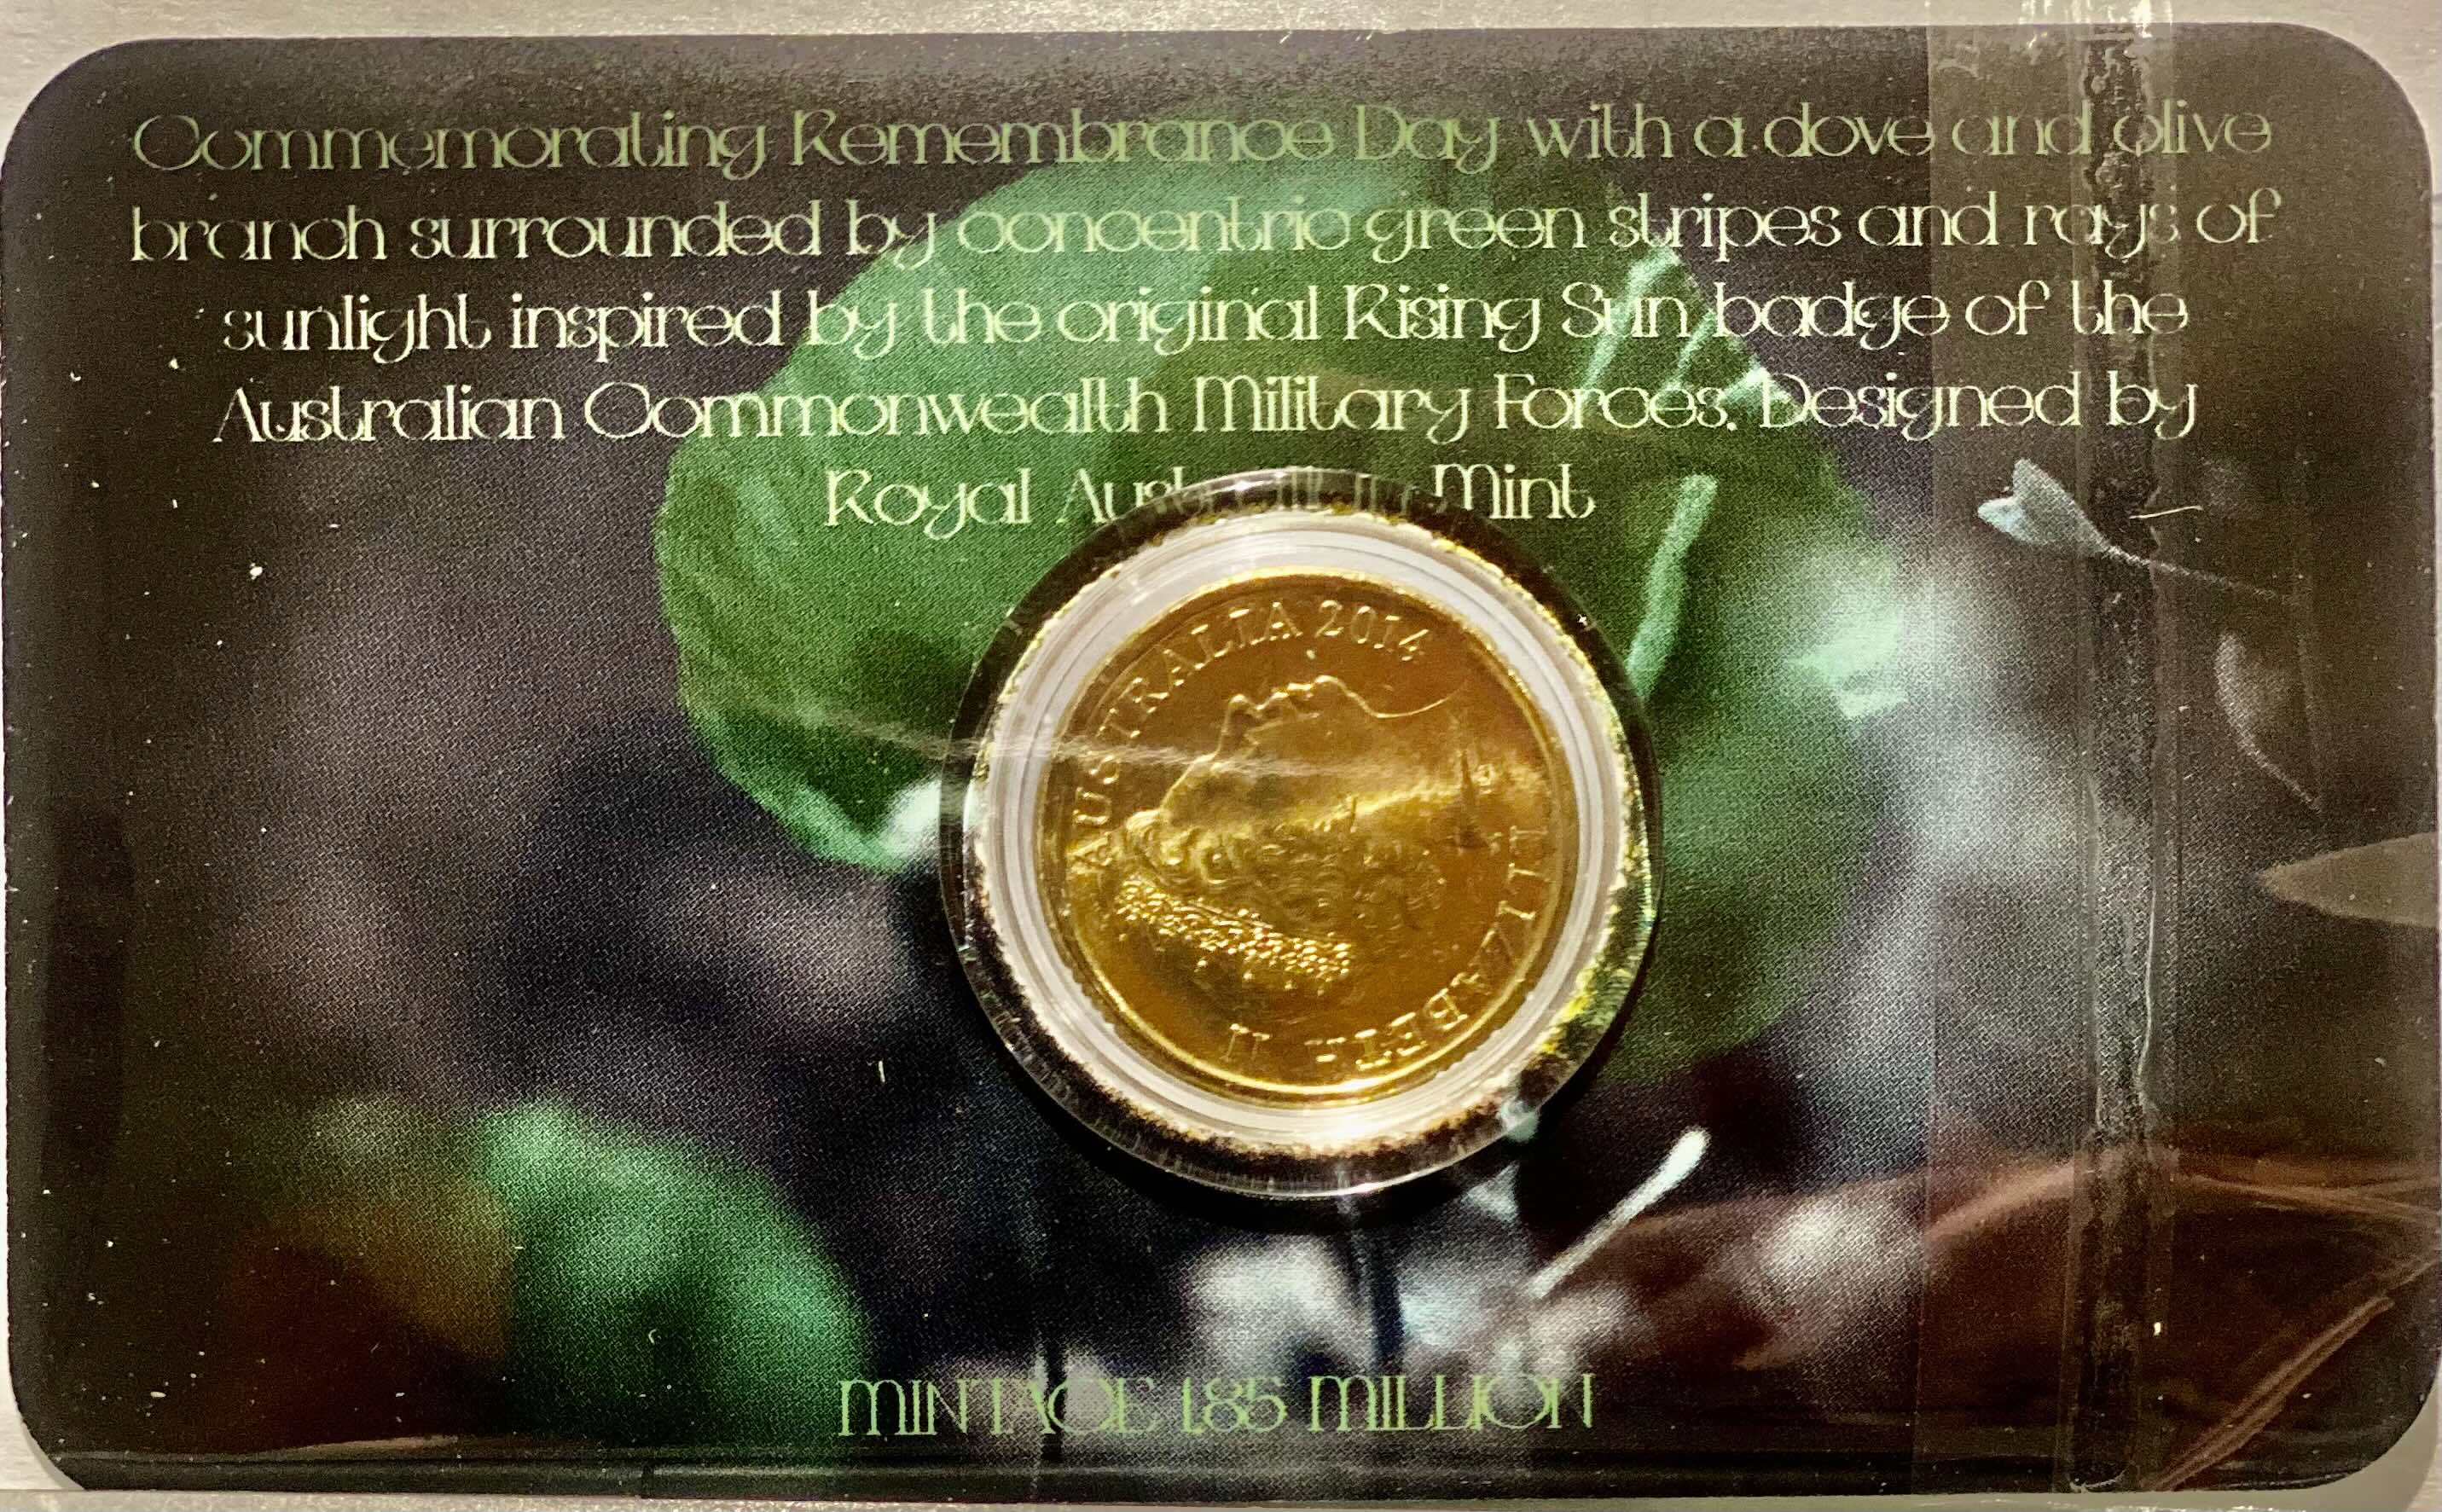 Commemorating Remembrance Day with a dove and olive
branch surrounded by concentric green stripes and rays of
sunlight inspired by the original Rising Sun badge of the
Australian Commonwealth Military Forces. Designed by
Royal Australian Mint
AUSTRALIA 2014
ELIZABETH II
MINTAGE 1.85 MILLION